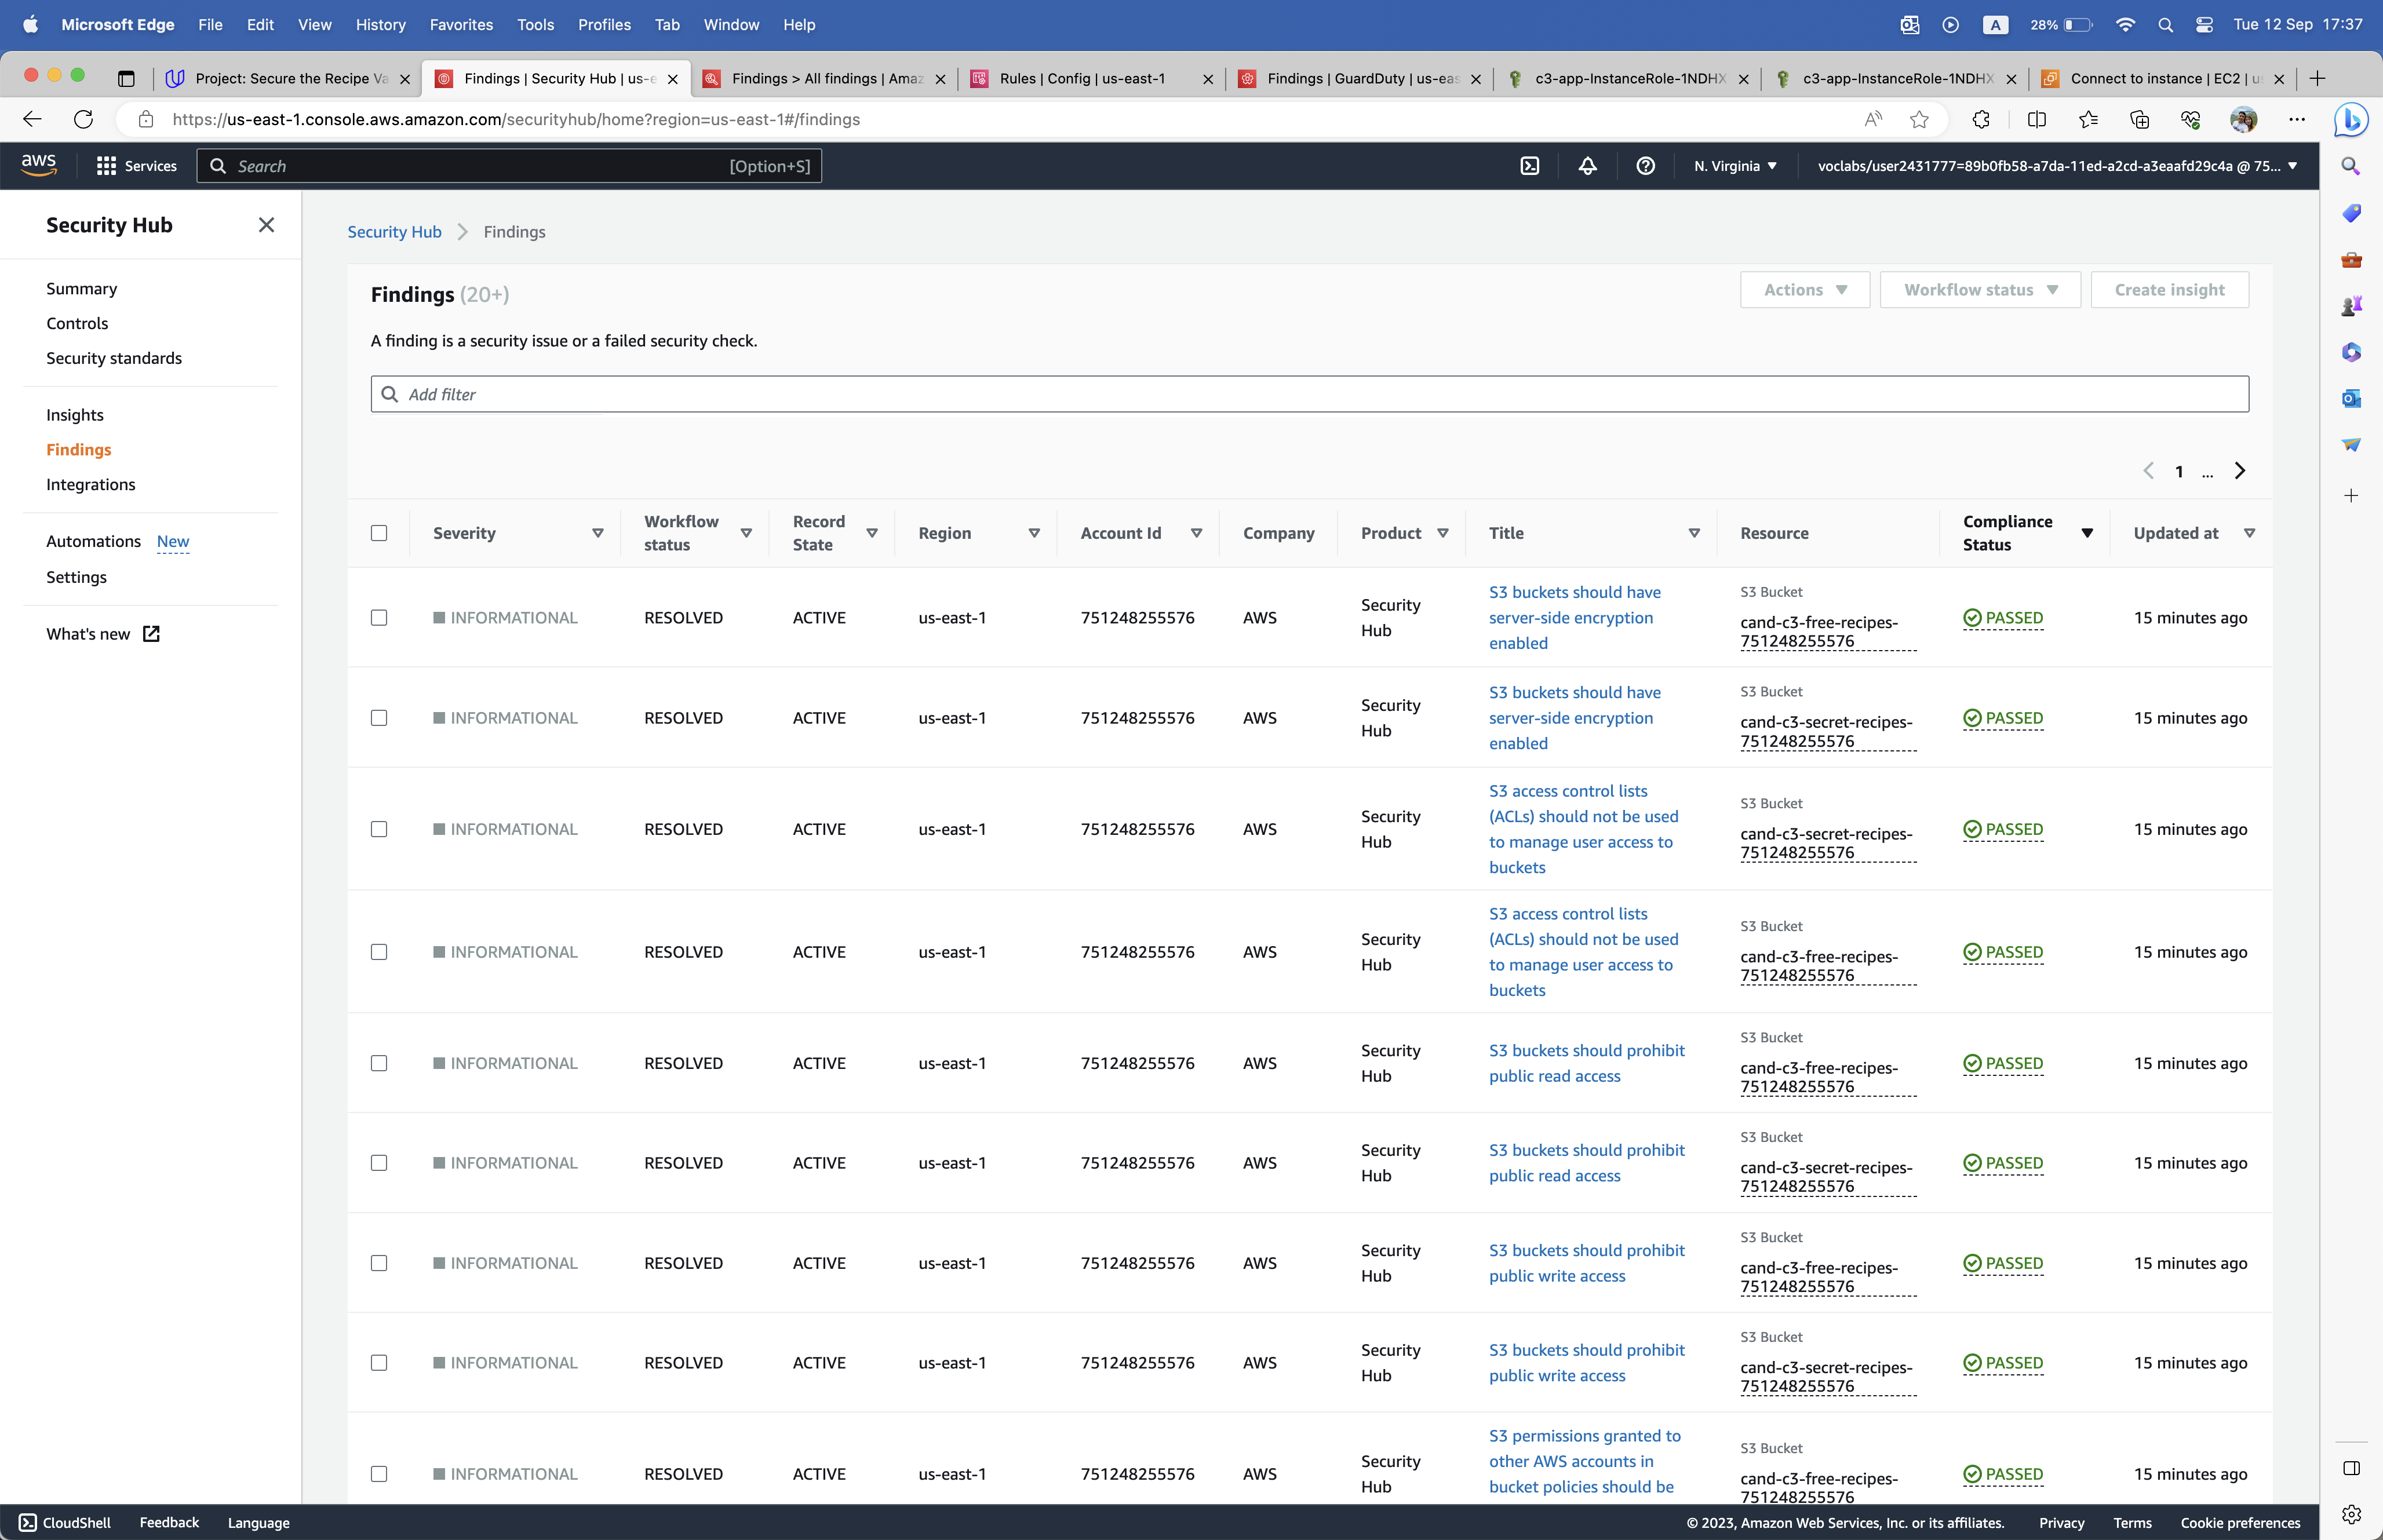 Microsoft Edge File Edit View History Favorites Tools Profiles Tab Window Help A 28% Tue 12 Sep 17:37
Project: Secure the Recipe Va Findings | Security Hub | us-e Findings > All findings | Amaz Rules | Config | us-east-1 Findings | GuardDuty | us-eas c3-app-InstanceRole-1NDHX c3-app-InstanceRole-1NDHX Connect to instance | EC2 | us
https://us-east-1.console.aws.amazon.com/securityhub/home?region=us-east-1#/findings
aws Services Search [Option+S] N. Virginia voclabs/user2431777=89b0fb58-a7da-11ed-a2cd-a3eaafd29c4a @ 75...
Security Hub
Summary
Controls
Security standards
Insights
Findings
Integrations
Automations New
Settings
What's new
Security Hub > Findings
Findings (20+)
Actions Workflow status Create insight
A finding is a security issue or a failed security check.
Add filter
1 ...
Severity Workflow status Record State Region Account Id Company Product Title Resource Compliance Status Updated at
INFORMATIONAL RESOLVED ACTIVE us-east-1 751248255576 AWS Security Hub S3 buckets should have server-side encryption enabled S3 Bucket cand-c3-free-recipes-751248255576 PASSED 15 minutes ago
INFORMATIONAL RESOLVED ACTIVE us-east-1 751248255576 AWS Security Hub S3 buckets should have server-side encryption enabled S3 Bucket cand-c3-secret-recipes-751248255576 PASSED 15 minutes ago
INFORMATIONAL RESOLVED ACTIVE us-east-1 751248255576 AWS Security Hub S3 access control lists (ACLs) should not be used to manage user access to buckets S3 Bucket cand-c3-secret-recipes-751248255576 PASSED 15 minutes ago
INFORMATIONAL RESOLVED ACTIVE us-east-1 751248255576 AWS Security Hub S3 access control lists (ACLs) should not be used to manage user access to buckets S3 Bucket cand-c3-free-recipes-751248255576 PASSED 15 minutes ago
INFORMATIONAL RESOLVED ACTIVE us-east-1 751248255576 AWS Security Hub S3 buckets should prohibit public read access S3 Bucket cand-c3-free-recipes-751248255576 PASSED 15 minutes ago
INFORMATIONAL RESOLVED ACTIVE us-east-1 751248255576 AWS Security Hub S3 buckets should prohibit public read access S3 Bucket cand-c3-secret-recipes-751248255576 PASSED 15 minutes ago
INFORMATIONAL RESOLVED ACTIVE us-east-1 751248255576 AWS Security Hub S3 buckets should prohibit public write access S3 Bucket cand-c3-free-recipes-751248255576 PASSED 15 minutes ago
INFORMATIONAL RESOLVED ACTIVE us-east-1 751248255576 AWS Security Hub S3 buckets should prohibit public write access S3 Bucket cand-c3-secret-recipes-751248255576 PASSED 15 minutes ago
INFORMATIONAL RESOLVED ACTIVE us-east-1 751248255576 AWS Security Hub S3 permissions granted to other AWS accounts in bucket policies should be S3 Bucket cand-c3-free-recipes-751248255576 PASSED 15 minutes ago
CloudShell Feedback Language © 2023, Amazon Web Services, Inc. or its affiliates. Privacy Terms Cookie preferences